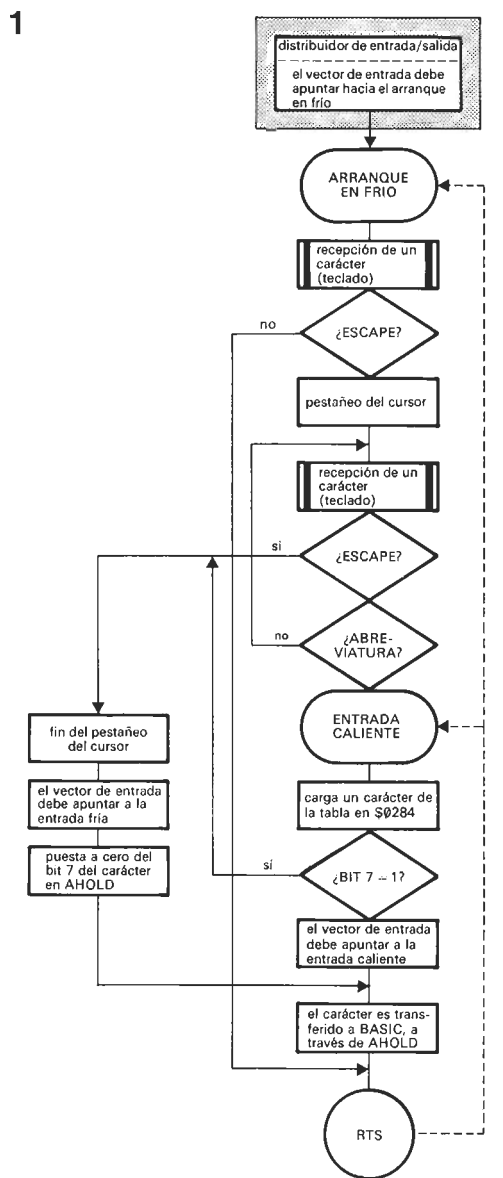 1
distribuidor de entrada/salida
el vector de entrada debe
apuntar hacia el arranque
en frío
ARRANQUE
EN FRIO
recepción de un
carácter
(teclado)
no
¿ESCAPE?
pestañeo del cursor
recepción de un
carácter
(teclado)
sí
¿ESCAPE?
no
¿ABRE-
VIATURA?
ENTRADA
CALIENTE
fin del pestañeo
del cursor
el vector de entrada
debe apuntar a la
entrada fría
puesta a cero del
bit 7 del carácter
en AHOLD
carga un carácter de
la tabla en $0284
sí
¿BIT 7 = 1?
el vector de entrada
debe apuntar a la
entrada caliente
el carácter es trans-
ferido a BASIC, a
través de AHOLD
RTS